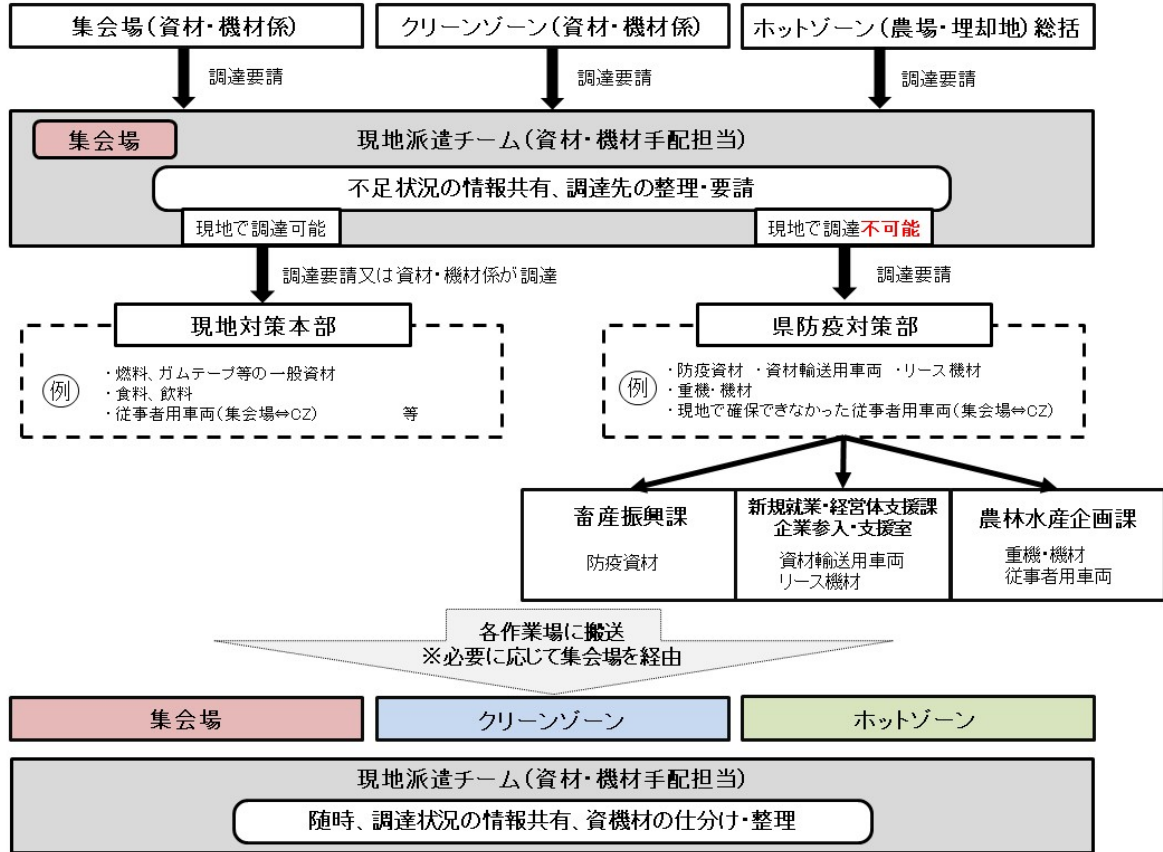 集会場(資材・機材係)
クリーンゾーン(資材・機材係)
ホットゾーン(農場・埋却地)総括
調達要請
調達要請
調達要請
集会場
現地派遣チーム(資材・機材手配担当)
不足状況の情報共有、調達先の整理・要請
現地で調達可能
現地で調達不可能
調達要請又は資材・機材係が調達
調達要請
現地対策本部
例
・燃料、ガムテープ等の一般資材
・食料、飲料
・従事者用車両(集会場⇔CZ) 等
県防疫対策部
例
・防疫資材 ・資材輸送用車両 ・リース機材
・重機・機材
・現地で確保できなかった従事者用車両(集会場⇔CZ)
畜産振興課
防疫資材
新規就業・経営体支援課
企業参入・支援室
資材輸送用車両
リース機材
農林水産企画課
重機・機材
従事者用車両
各作業場に搬送
※必要に応じて集会場を経由
集会場
クリーンゾーン
ホットゾーン
現地派遣チーム(資材・機材手配担当)
随時、調達状況の情報共有、資機材の仕分け・整理